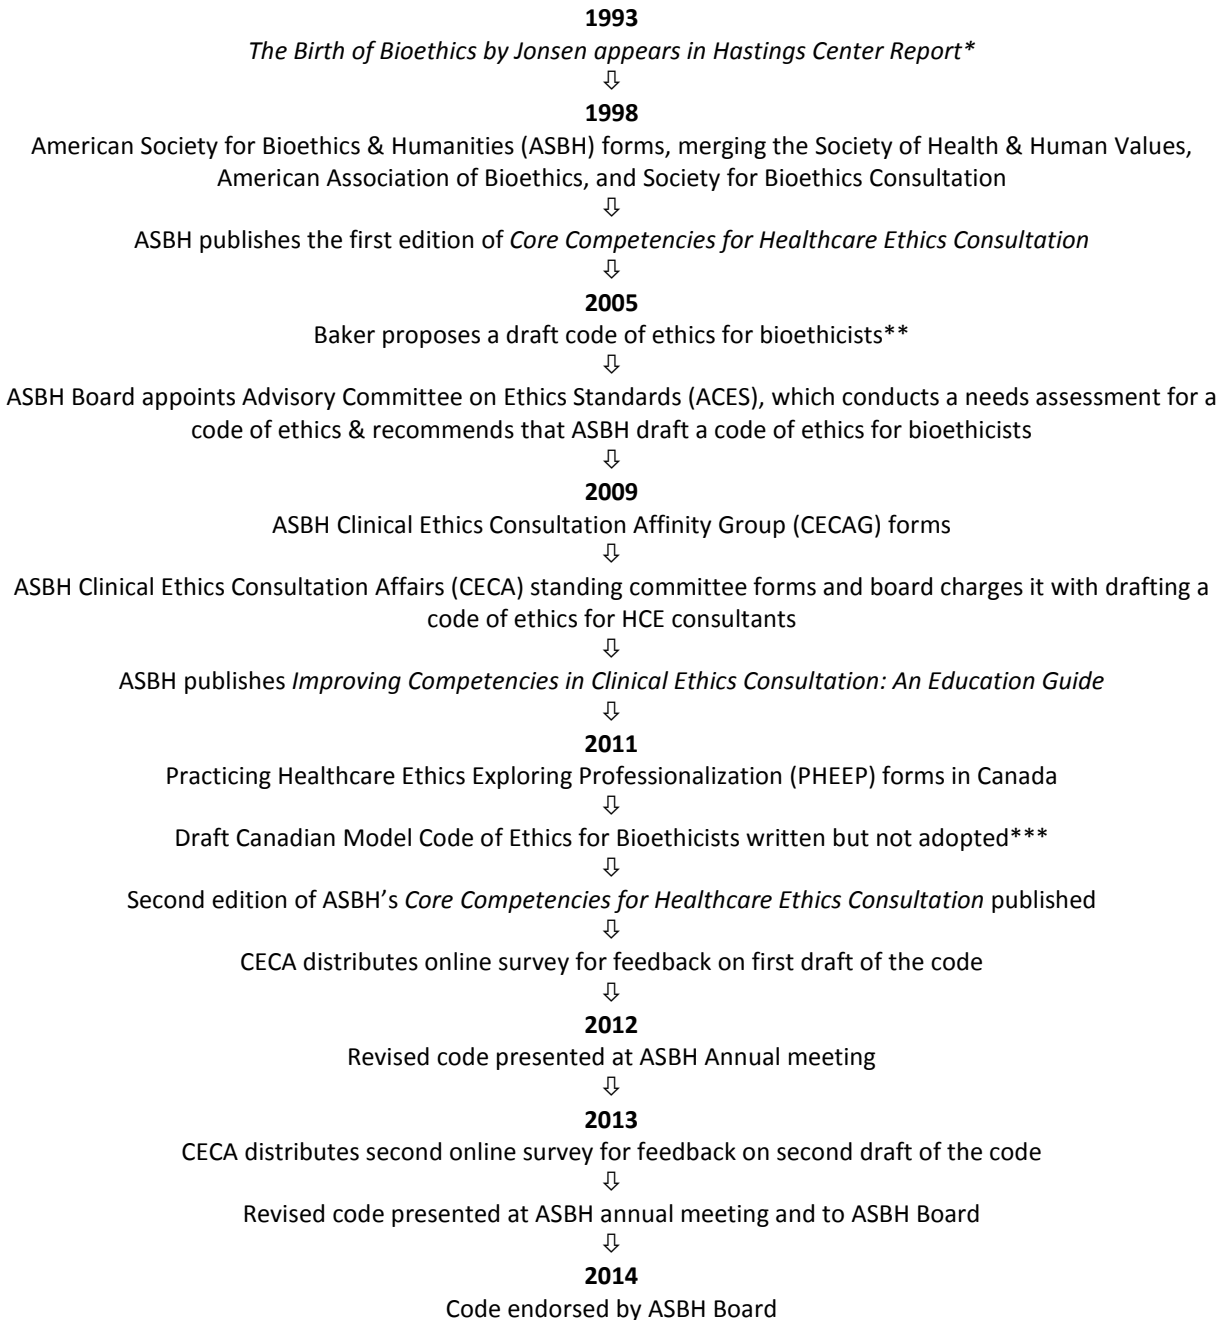 1993
The Birth of Bioethics by Jonsen appears in Hastings Center Report*
⇩
1998
American Society for Bioethics & Humanities (ASBH) forms, merging the Society of Health & Human Values,
American Association of Bioethics, and Society for Bioethics Consultation
⇩
ASBH publishes the first edition of Core Competencies for Healthcare Ethics Consultation
⇩
2005
Baker proposes a draft code of ethics for bioethicists**
⇩
ASBH Board appoints Advisory Committee on Ethics Standards (ACES), which conducts a needs assessment for a
code of ethics & recommends that ASBH draft a code of ethics for bioethicists
⇩
2009
ASBH Clinical Ethics Consultation Affinity Group (CECAG) forms
⇩
ASBH Clinical Ethics Consultation Affairs (CECA) standing committee forms and board charges it with drafting a
code of ethics for HCE consultants
⇩
ASBH publishes Improving Competencies in Clinical Ethics Consultation: An Education Guide
⇩
2011
Practicing Healthcare Ethics Exploring Professionalization (PHEEP) forms in Canada
⇩
Draft Canadian Model Code of Ethics for Bioethicists written but not adopted***
⇩
Second edition of ASBH’s Core Competencies for Healthcare Ethics Consultation published
⇩
CECA distributes online survey for feedback on first draft of the code
⇩
2012
Revised code presented at ASBH Annual meeting
⇩
2013
CECA distributes second online survey for feedback on second draft of the code
⇩
Revised code presented at ASBH annual meeting and to ASBH Board
⇩
2014
Code endorsed by ASBH Board